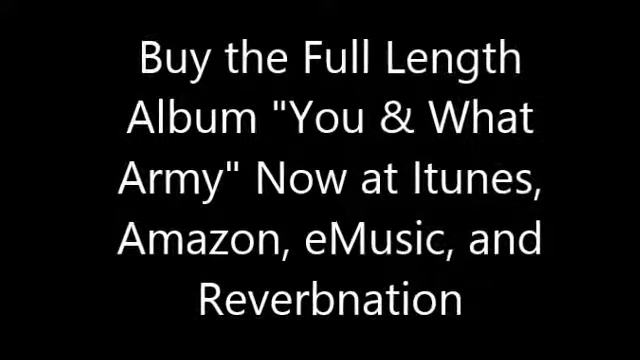 Buy the Full Length
Album "You & What
Army" Now at Itunes,
Amazon, eMusic, and
Reverbnation